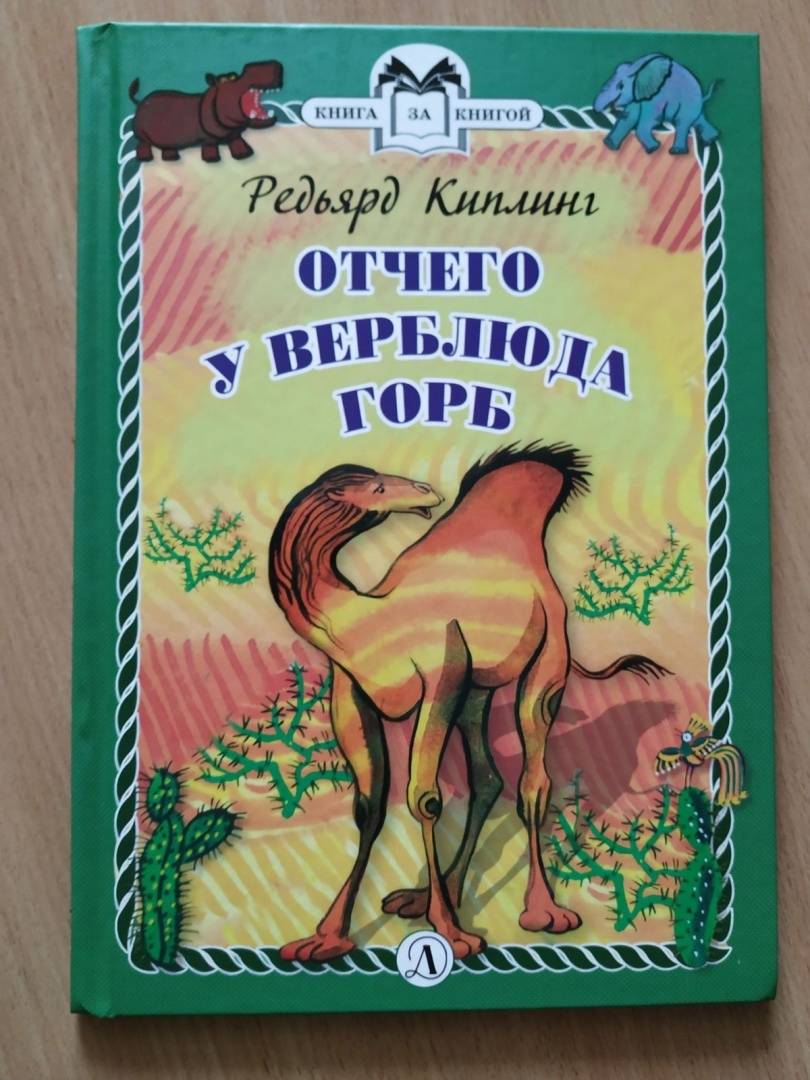 КНИГА ЗА КНИГОЙ
Редьярд Киплинг
ОТЧЕГО
У ВЕРБЛЮДА
ГОРБ
Д